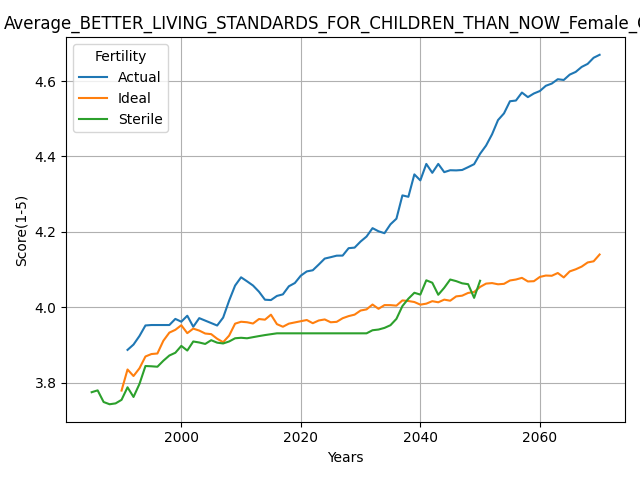 Average_BETTER_LIVING_STANDARDS_FOR_CHILDREN_THAN_NOW_Female_
Fertility
Actual
Ideal
Sterile
Score(1-5)
4.6
4.4
4.2
4.0
3.8
2000 2020 2040 2060
Years